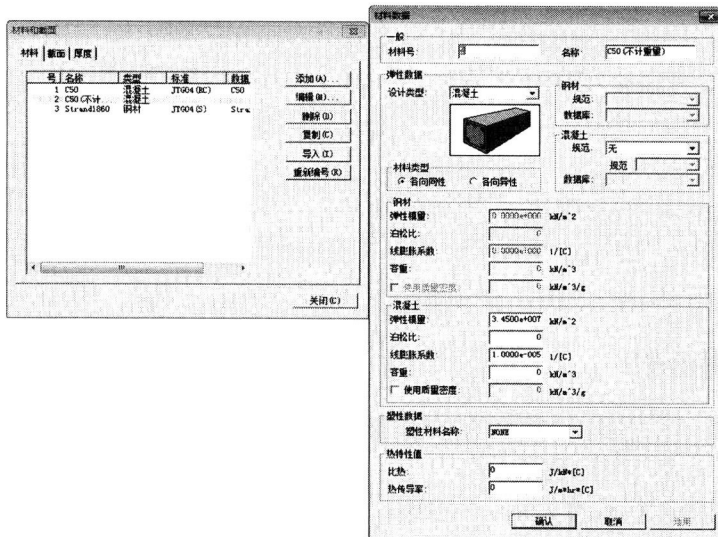 材料和截面
材料 截面 厚度
号 名称 类型 标准 数据
1 C50 混凝土 JTG04(RC) C50
2 C50(不计 混凝土
3 Strand1860 钢材 JTG04(S) Stra
添加(A)...
编辑(M)...
删除(D)
复制(C)
导入(I)
重新编号(R)
关闭(C)
材料数据
一般
材料号: 名称: C50(不计重量)
弹性数据
设计类型: 混凝土
钢材
规范:
数据库:
混凝土
规范: 无
规范
数据库:
材料类型
各向同性 各向异性
钢材
弹性模量: 0.0000e+000 kN/m^2
泊松比: 0
线膨胀系数: 0.0000e+000 1/[C]
容重: 0 kN/m^3
使用质量密度: 0 kN/m^3/g
混凝土
弹性模量: 3.4500e+007 kN/m^2
泊松比: 0
线膨胀系数: 1.0000e-005 1/[C]
容重: 0 kN/m^3
使用质量密度: 0 kN/m^3/g
塑性数据
塑性材料名称: NONE
热特性值
比热: 0 J/kN*[C]
热传导率: 0 J/m*hr*[C]
确认 取消 适用